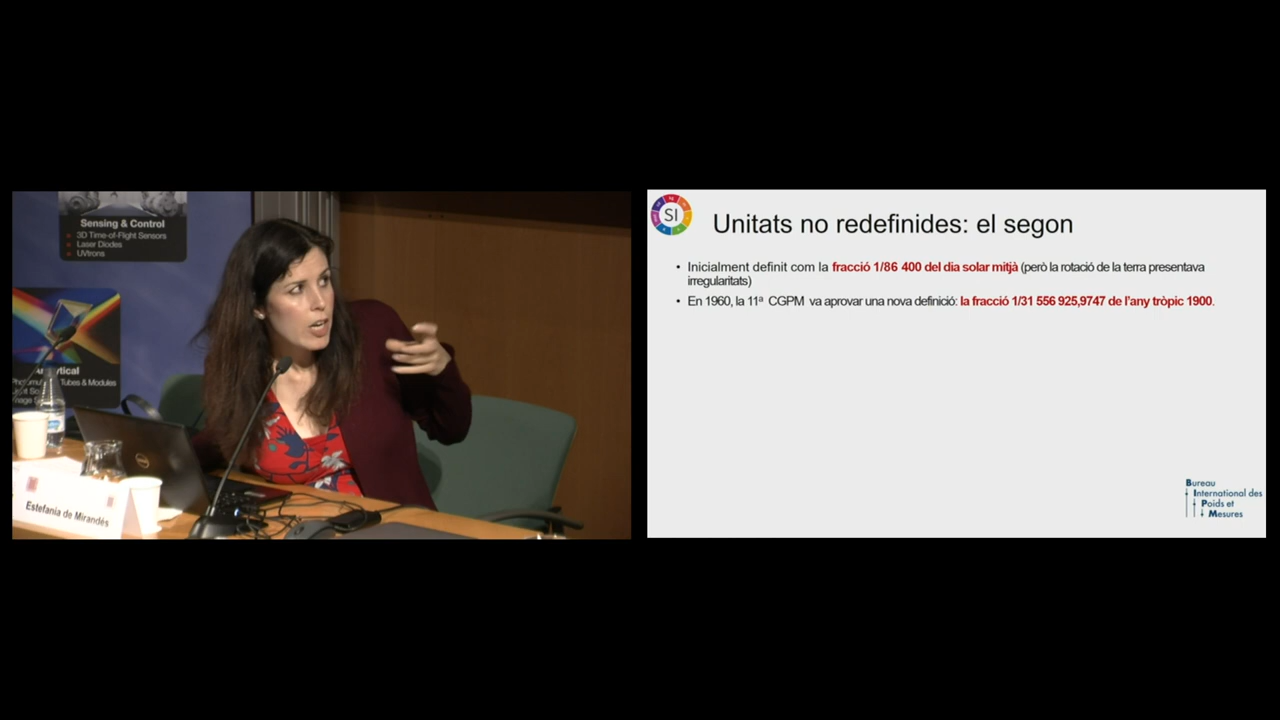 Sensing & Control
3D Time-of-Flight Sensors
Laser Diodes
UVtrons
Tubes & Modules
Estefanía de Mirandés
SI
Unitats no redefinides: el segon
• Inicialment definit com la fracció 1/86 400 del dia solar mitjà (però la rotació de la terra presentava
irregularitats)
• En 1960, la 11ª CGPM va aprovar una nova definició: la fracció 1/31 556 925,9747 de l'any tròpic 1900.
Bureau
International des
Poids et
Mesures